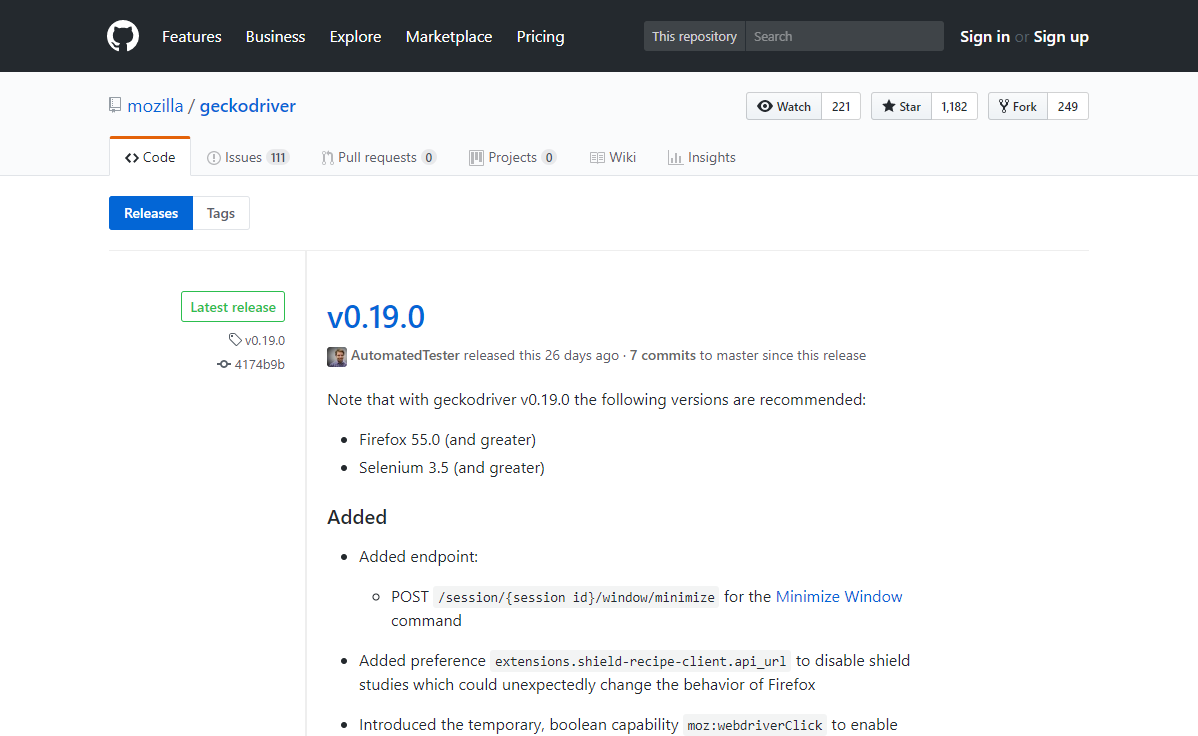 Features Business Explore Marketplace Pricing This repository Search Sign in or Sign up
mozilla / geckodriver Watch 221 Star 1,182 Fork 249
Code Issues 111 Pull requests 0 Projects 0 Wiki Insights
Releases Tags
Latest release
v0.19.0
4174b9b
v0.19.0
AutomatedTester released this 26 days ago · 7 commits to master since this release
Note that with geckodriver v0.19.0 the following versions are recommended:
• Firefox 55.0 (and greater)
• Selenium 3.5 (and greater)
Added
• Added endpoint:
◦ POST /session/{session id}/window/minimize for the Minimize Window
command
• Added preference extensions.shield-recipe-client.api_url to disable shield
studies which could unexpectedly change the behavior of Firefox
• Introduced the temporary, boolean capability moz:webdriverClick to enable